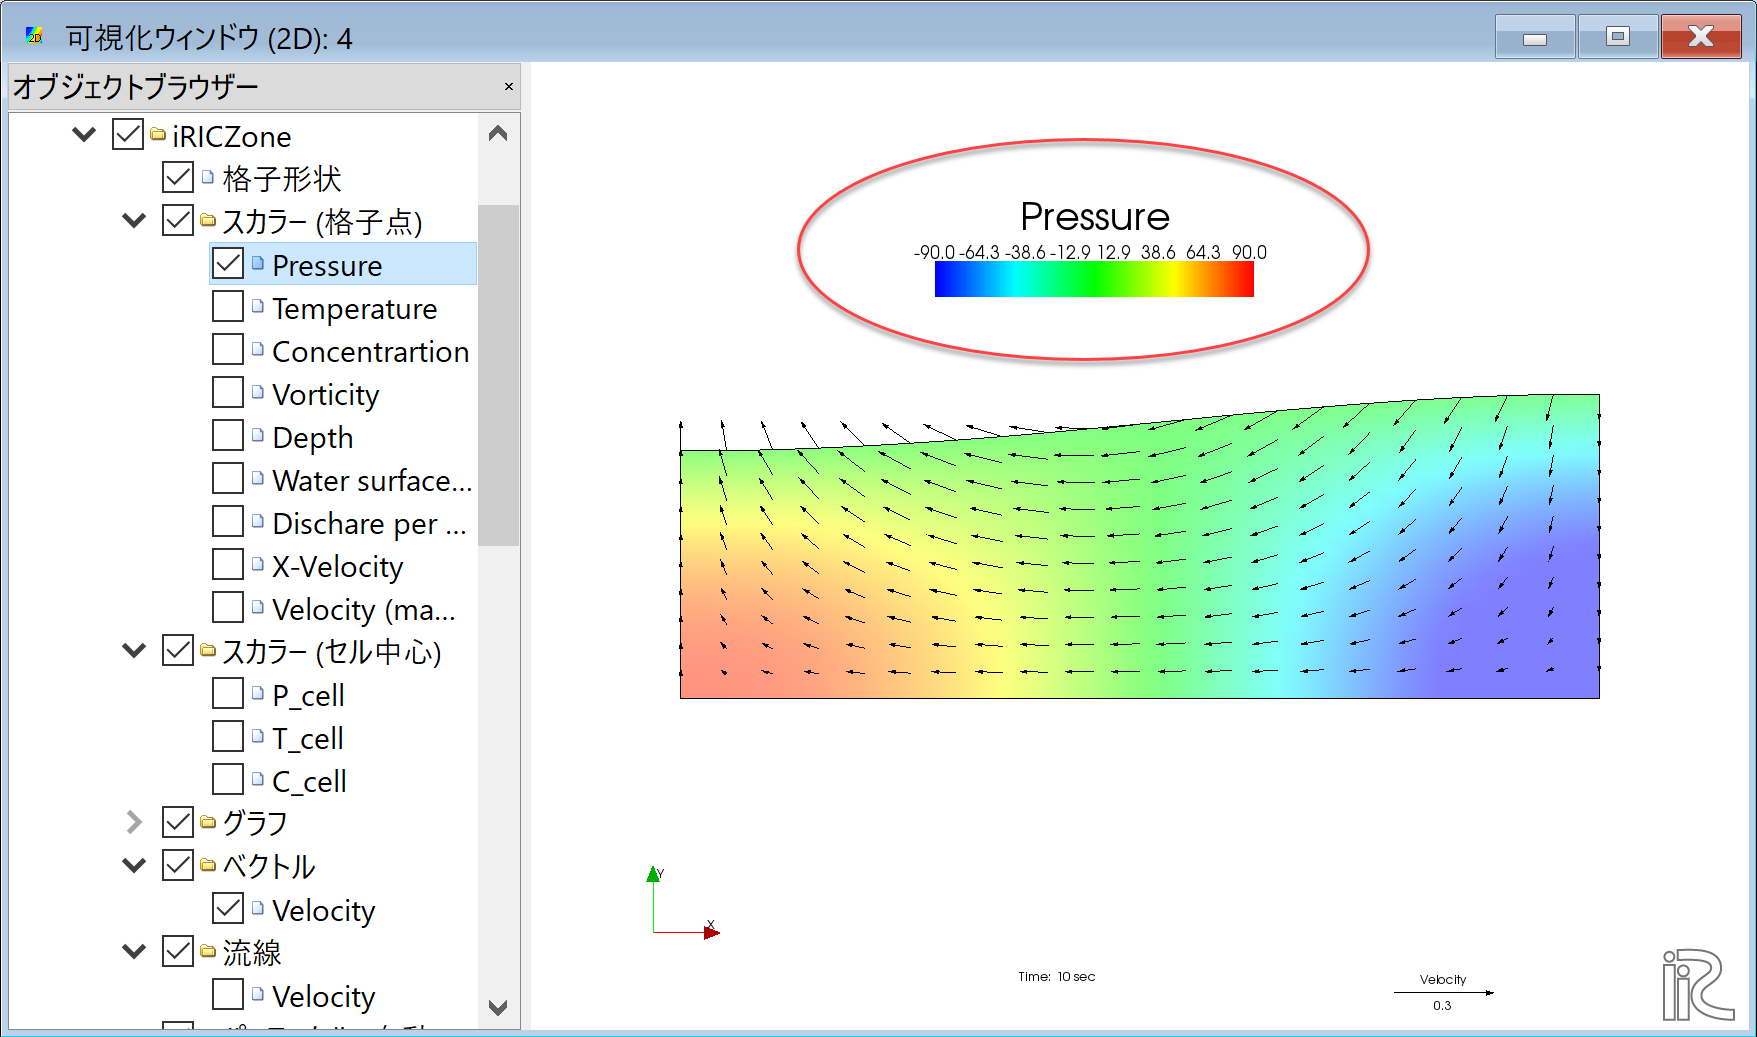 2D 可視化ウィンドウ (2D): 4
オブジェクトブラウザー
iRICZone
格子形状
スカラー (格子点)
Pressure
Temperature
Concentrartion
Vorticity
Depth
Water surface...
Dischare per ...
X-Velocity
Velocity (ma...
スカラー (セル中心)
P_cell
T_cell
C_cell
グラフ
ベクトル
Velocity
流線
Velocity
Pressure
-90.0 -64.3 -38.6 -12.9 12.9 38.6 64.3 90.0
Y
X
Time: 10 sec
Velocity
0.3
iRIC